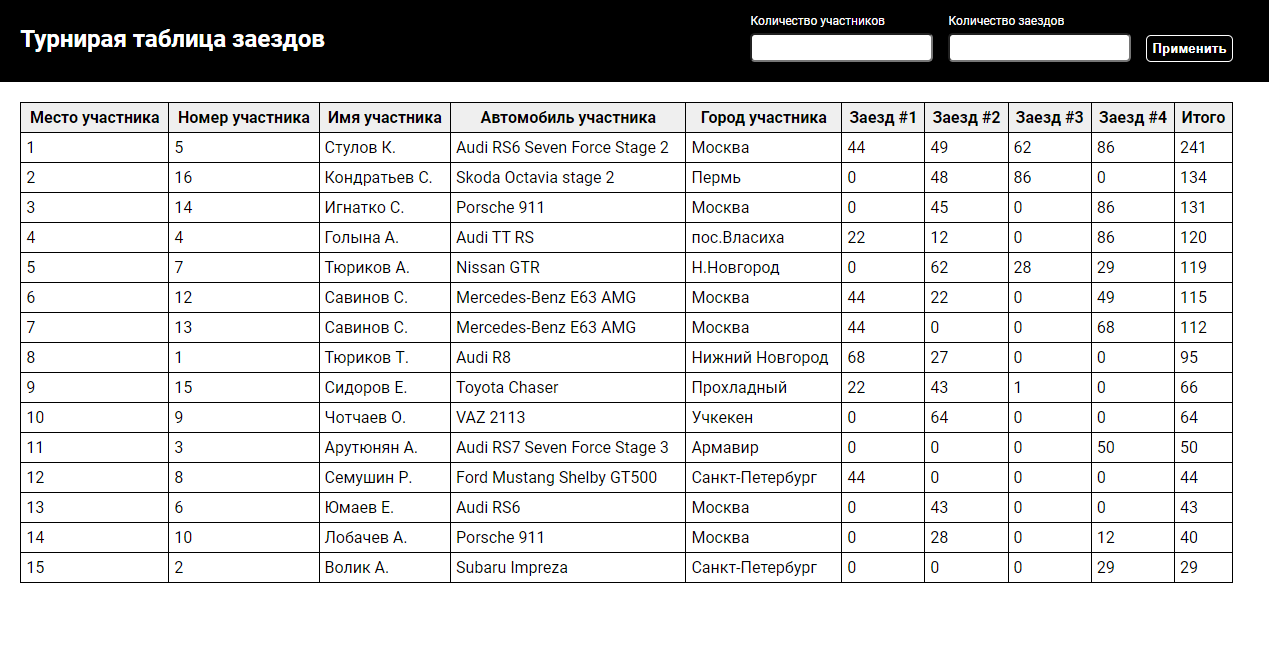 Турнирая таблица заездов
Количество участников
Количество заездов
Применить
Место участника Номер участника Имя участника Автомобиль участника Город участника Заезд #1 Заезд #2 Заезд #3 Заезд #4 Итого
1 5 Стулов К. Audi RS6 Seven Force Stage 2 Москва 44 49 62 86 241
2 16 Кондратьев С. Skoda Octavia stage 2 Пермь 0 48 86 0 134
3 14 Игнатко С. Porsche 911 Москва 0 45 0 86 131
4 4 Голына А. Audi TT RS пос.Власиха 22 12 0 86 120
5 7 Тюриков А. Nissan GTR Н.Новгород 0 62 28 29 119
6 12 Савинов С. Mercedes-Benz E63 AMG Москва 44 22 0 49 115
7 13 Савинов С. Mercedes-Benz E63 AMG Москва 44 0 0 68 112
8 1 Тюриков Т. Audi R8 Нижний Новгород 68 27 0 0 95
9 15 Сидоров Е. Toyota Chaser Прохладный 22 43 1 0 66
10 9 Чотчаев О. VAZ 2113 Учкекен 0 64 0 0 64
11 3 Арутюнян А. Audi RS7 Seven Force Stage 3 Армавир 0 0 0 50 50
12 8 Семушин Р. Ford Mustang Shelby GT500 Санкт-Петербург 44 0 0 0 44
13 6 Юмаев Е. Audi RS6 Москва 0 43 0 0 43
14 10 Лобачев А. Porsche 911 Москва 0 28 0 12 40
15 2 Волик А. Subaru Impreza Санкт-Петербург 0 0 0 29 29